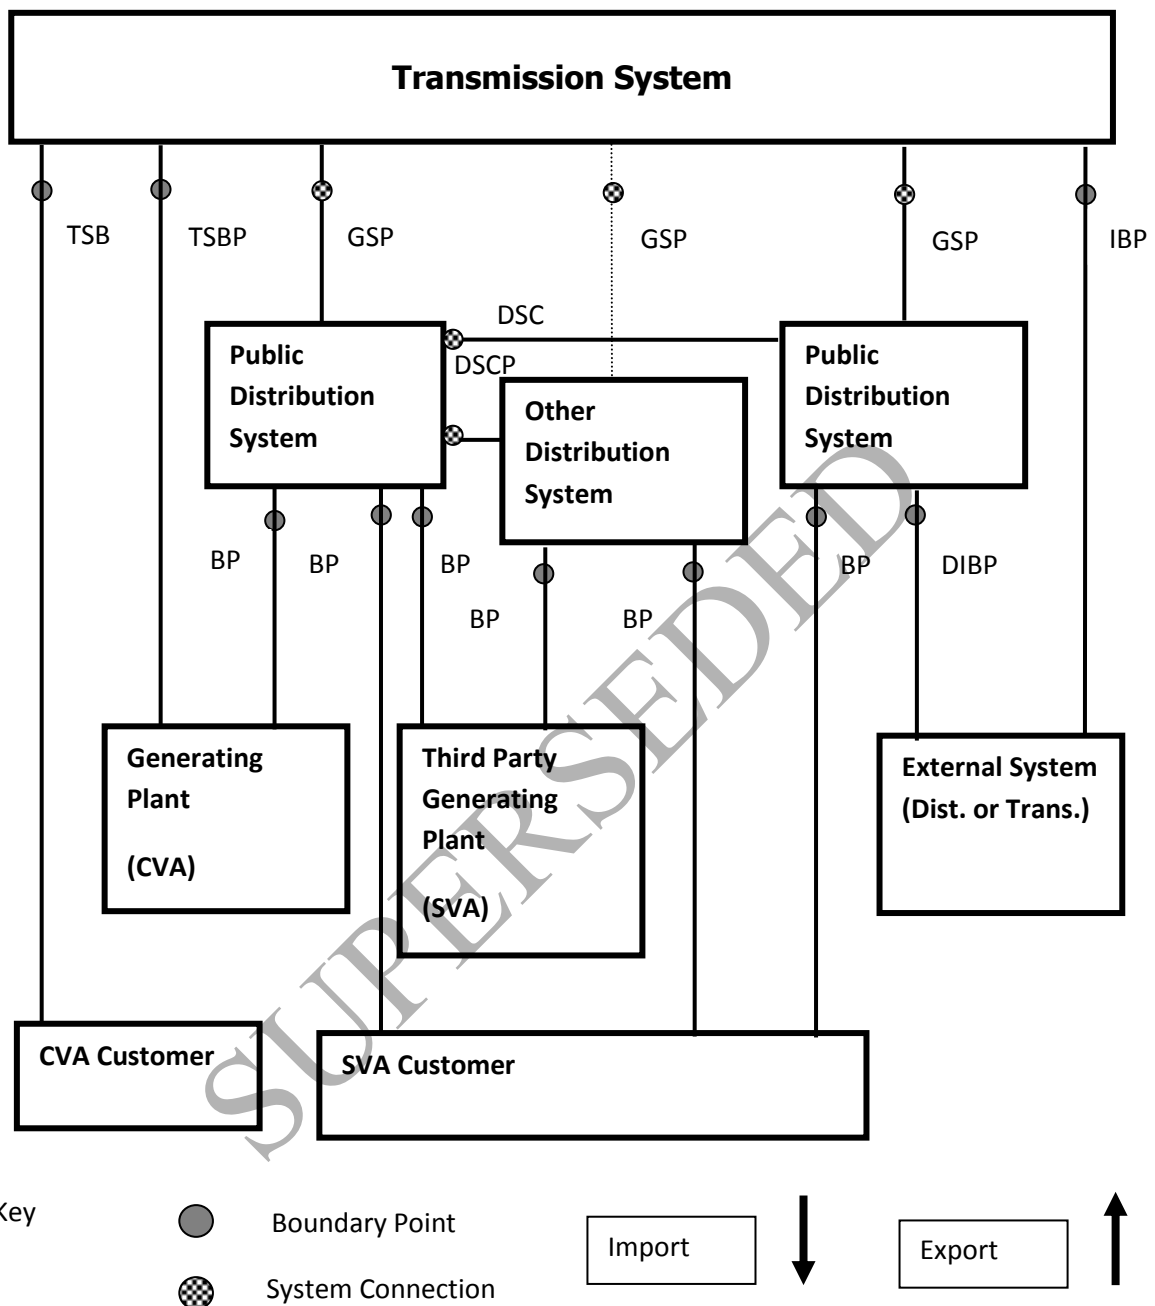 Transmission System
TSB
TSBP
GSP
GSP
GSP
IBP
DSC
DSCP
Public
Distribution
System
Other
Distribution
System
Public
Distribution
System
BP
BP
BP
BP
BP
BP
DIBP
Generating
Plant
(CVA)
Third Party
Generating
Plant
(SVA)
External System
(Dist. or Trans.)
CVA Customer
SVA Customer
SUPERSEDED
Key
Boundary Point
System Connection
Import
Export